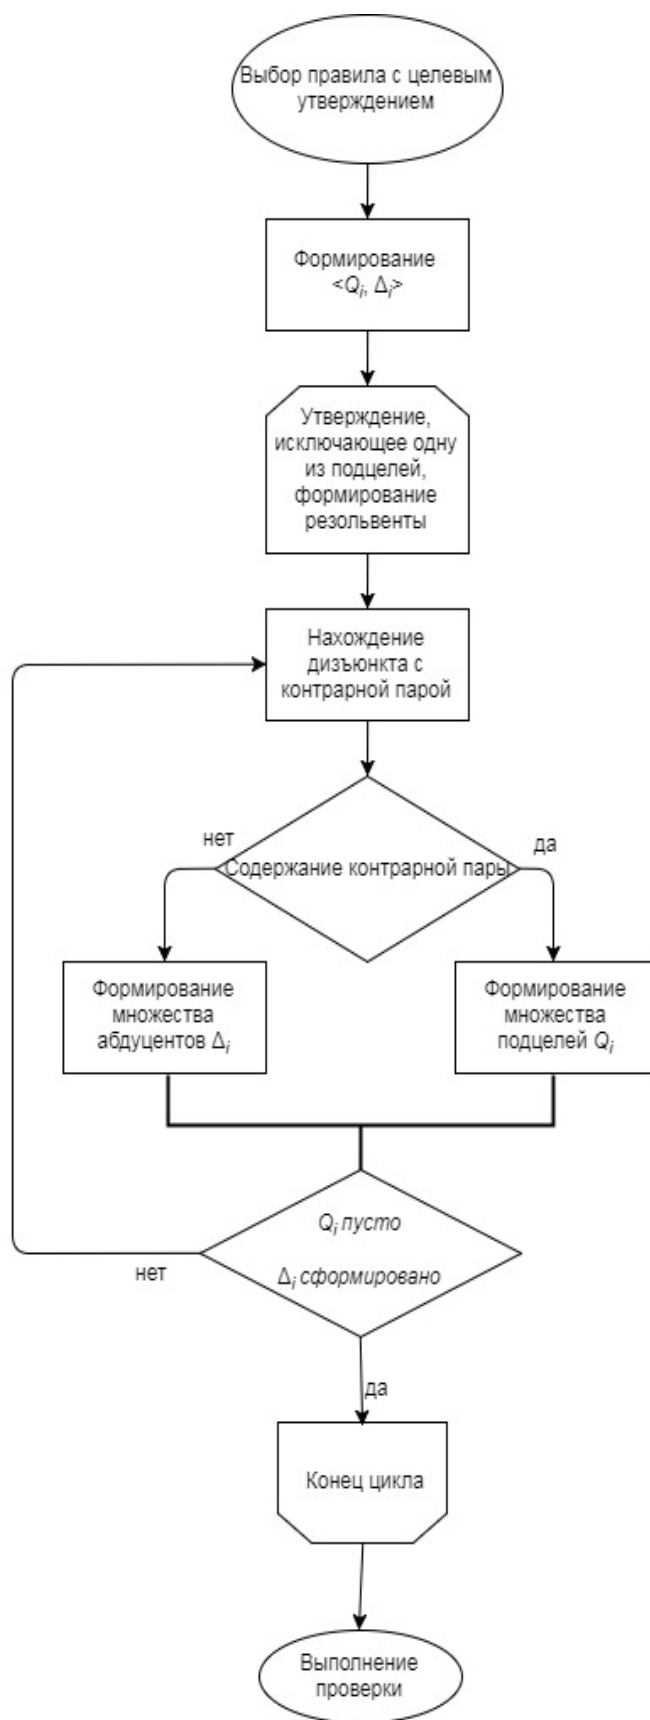 Выбор правила с целевым
утверждением
Формирование
<Qᵢ, Δᵢ>
Утверждение,
исключающее одну
из подцелей,
формирование
резольвенты
Нахождение
дизъюнкта с
контрарной парой
нет
да
Содержание контрарной пары
Формирование
множества
абдуцентов Δᵢ
Формирование
множества
подцелей Qᵢ
Qᵢ пусто
Δᵢ сформировано
нет
да
Конец цикла
Выполнение
проверки